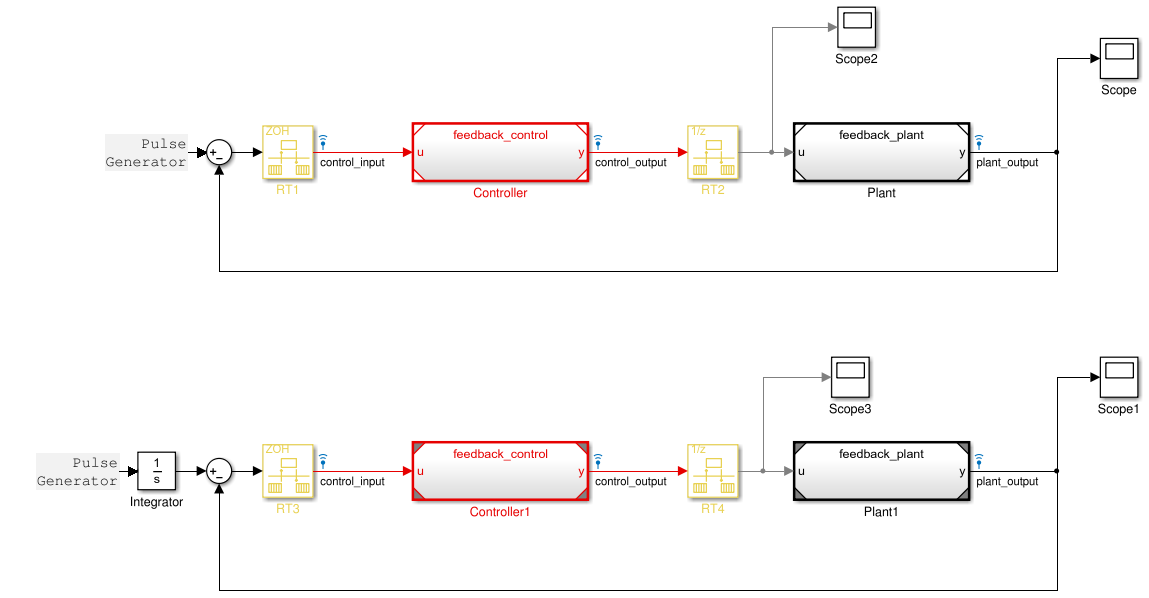 Scope2
Scope
Pulse
Generator
+
−
ZOH
RT1
control_input
feedback_control
u
y
Controller
control_output
1/z
RT2
feedback_plant
u
y
Plant
plant_output
Scope3
Scope1
Pulse
Generator
1
s
Integrator
+
−
ZOH
RT3
control_input
feedback_control
u
y
Controller1
control_output
1/z
RT4
feedback_plant
u
y
Plant1
plant_output